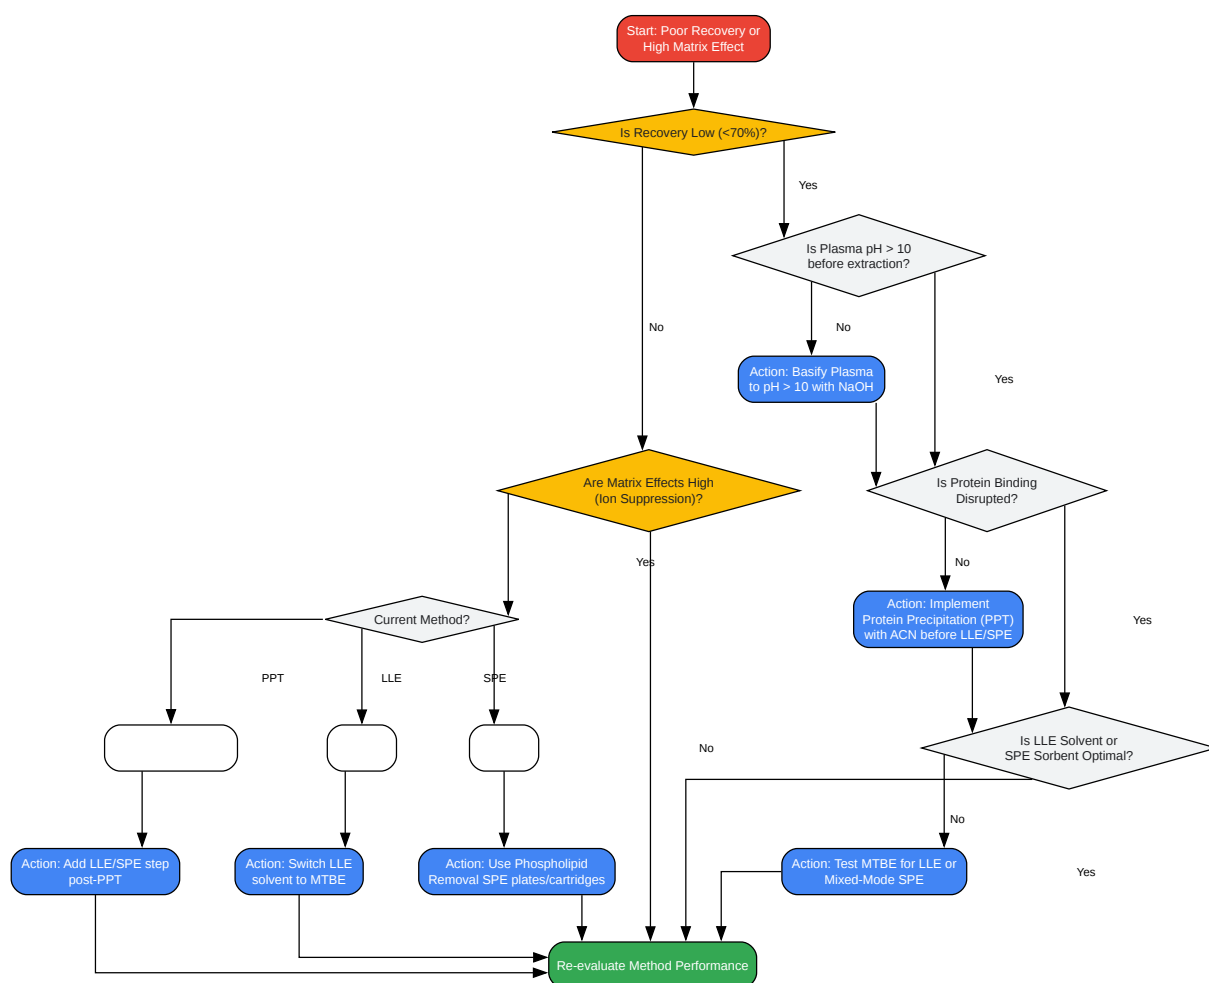 Start: Poor Recovery or
High Matrix Effect
Is Recovery Low (<70%)?
Yes
Is Plasma pH > 10
before extraction?
No
No
Action: Basify Plasma
to pH > 10 with NaOH
Yes
Are Matrix Effects High
(Ion Suppression)?
Is Protein Binding
Disrupted?
Yes
No
Action: Implement
Protein Precipitation (PPT)
with ACN before LLE/SPE
Current Method?
Yes
PPT
LLE
SPE
No
Is LLE Solvent or
SPE Sorbent Optimal?
No
Action: Add LLE/SPE step
post-PPT
Action: Switch LLE
solvent to MTBE
Action: Use Phospholipid
Removal SPE plates/cartridges
Action: Test MTBE for LLE or
Mixed-Mode SPE
Yes
Re-evaluate Method Performance